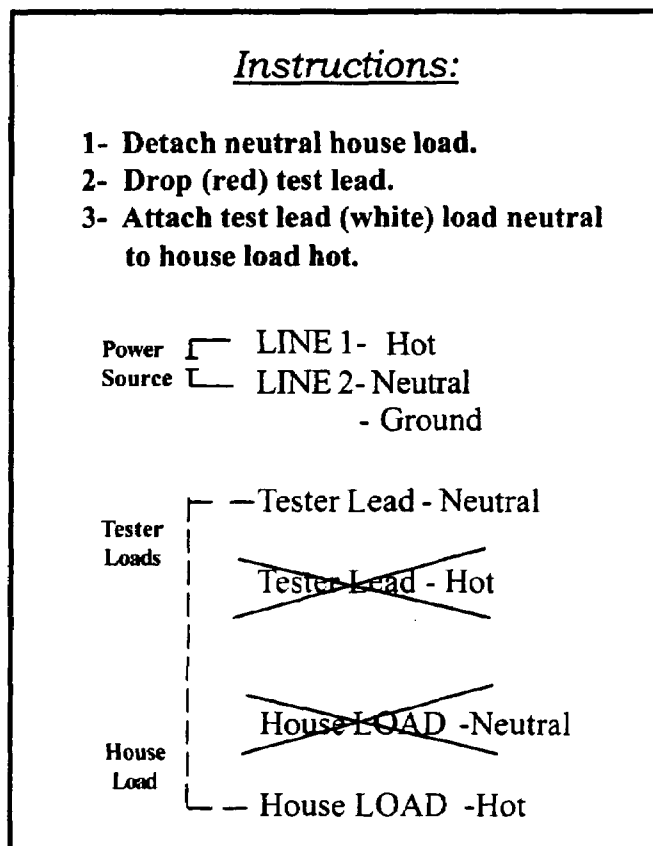 Instructions:
1- Detach neutral house load.
2- Drop (red) test lead.
3- Attach test lead (white) load neutral
to house load hot.
Power Source
LINE 1- Hot
LINE 2- Neutral
- Ground
Tester Loads
Tester Lead - Neutral
Tester Lead - Hot
House LOAD -Neutral
House Load
House LOAD -Hot